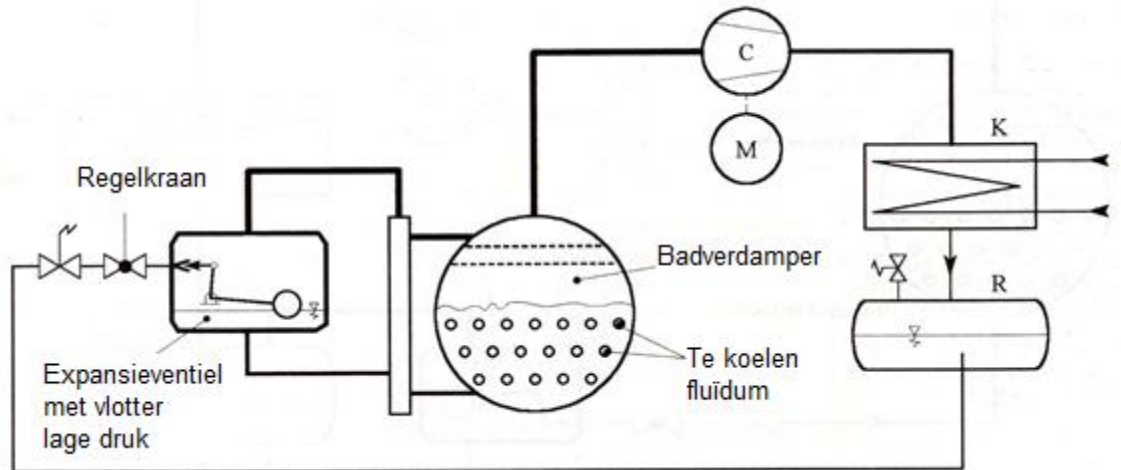 C
M
K
Regelkraan
Badverdamper
R
Te koelen
fluïdum
Expansieventiel
met vlotter
lage druk